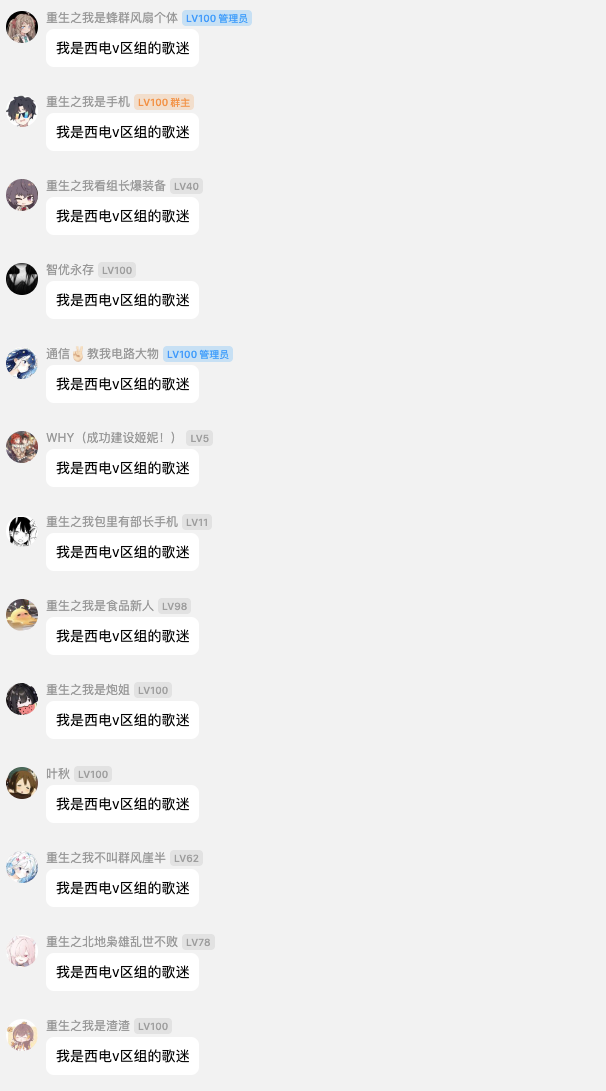 重生之我是蜂群风扇个体 LV100 管理员
我是西电v区组的歌迷
重生之我是手机 LV100 群主
我是西电v区组的歌迷
重生之我看组长爆装备 LV40
我是西电v区组的歌迷
智优永存 LV100
我是西电v区组的歌迷
通信✌🏻教我电路大物 LV100 管理员
我是西电v区组的歌迷
WHY（成功建设姬妮！） LV5
我是西电v区组的歌迷
重生之我包里有部长手机 LV11
我是西电v区组的歌迷
重生之我是食品新人 LV98
我是西电v区组的歌迷
重生之我是炮姐 LV100
我是西电v区组的歌迷
叶秋 LV100
我是西电v区组的歌迷
重生之我不叫群风崖半 LV62
我是西电v区组的歌迷
重生之北地枭雄乱世不败 LV78
我是西电v区组的歌迷
重生之我是渣渣 LV100
我是西电v区组的歌迷